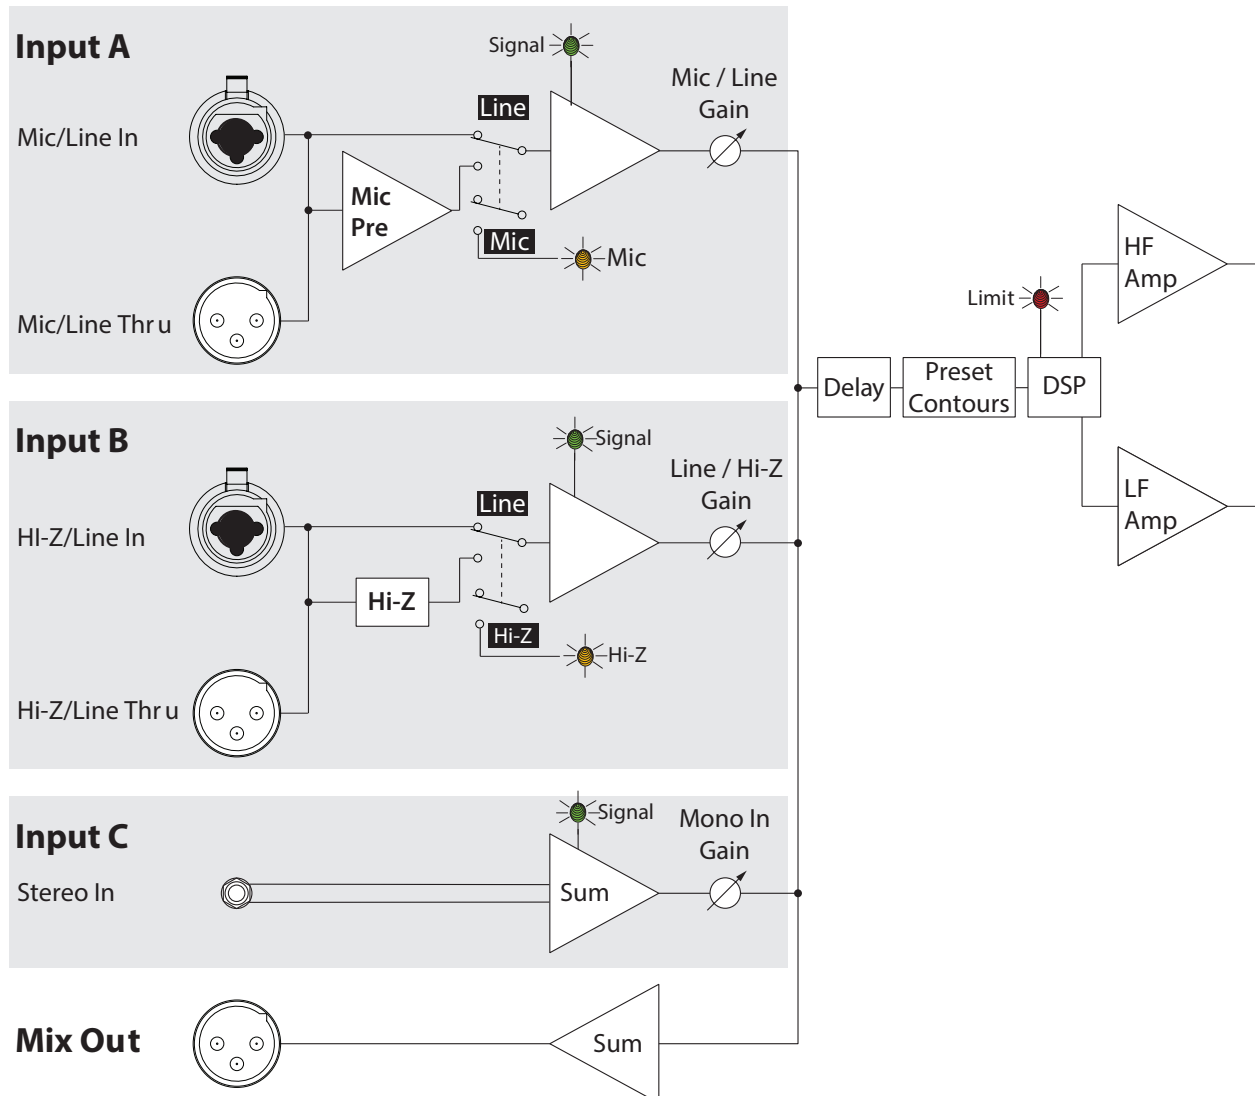 Input A
Signal
Mic / Line
Gain
Line
Mic/Line In
Mic
Pre
Mic
Mic
Mic/Line Thru
HF
Amp
Limit
Delay
Preset
Contours
DSP
LF
Amp
Input B
Signal
Line / Hi-Z
Gain
Line
HI-Z/Line In
Hi-Z
Hi-Z
Hi-Z
Hi-Z/Line Thru
Input C
Signal
Mono In
Gain
Stereo In
Sum
Mix Out
Sum